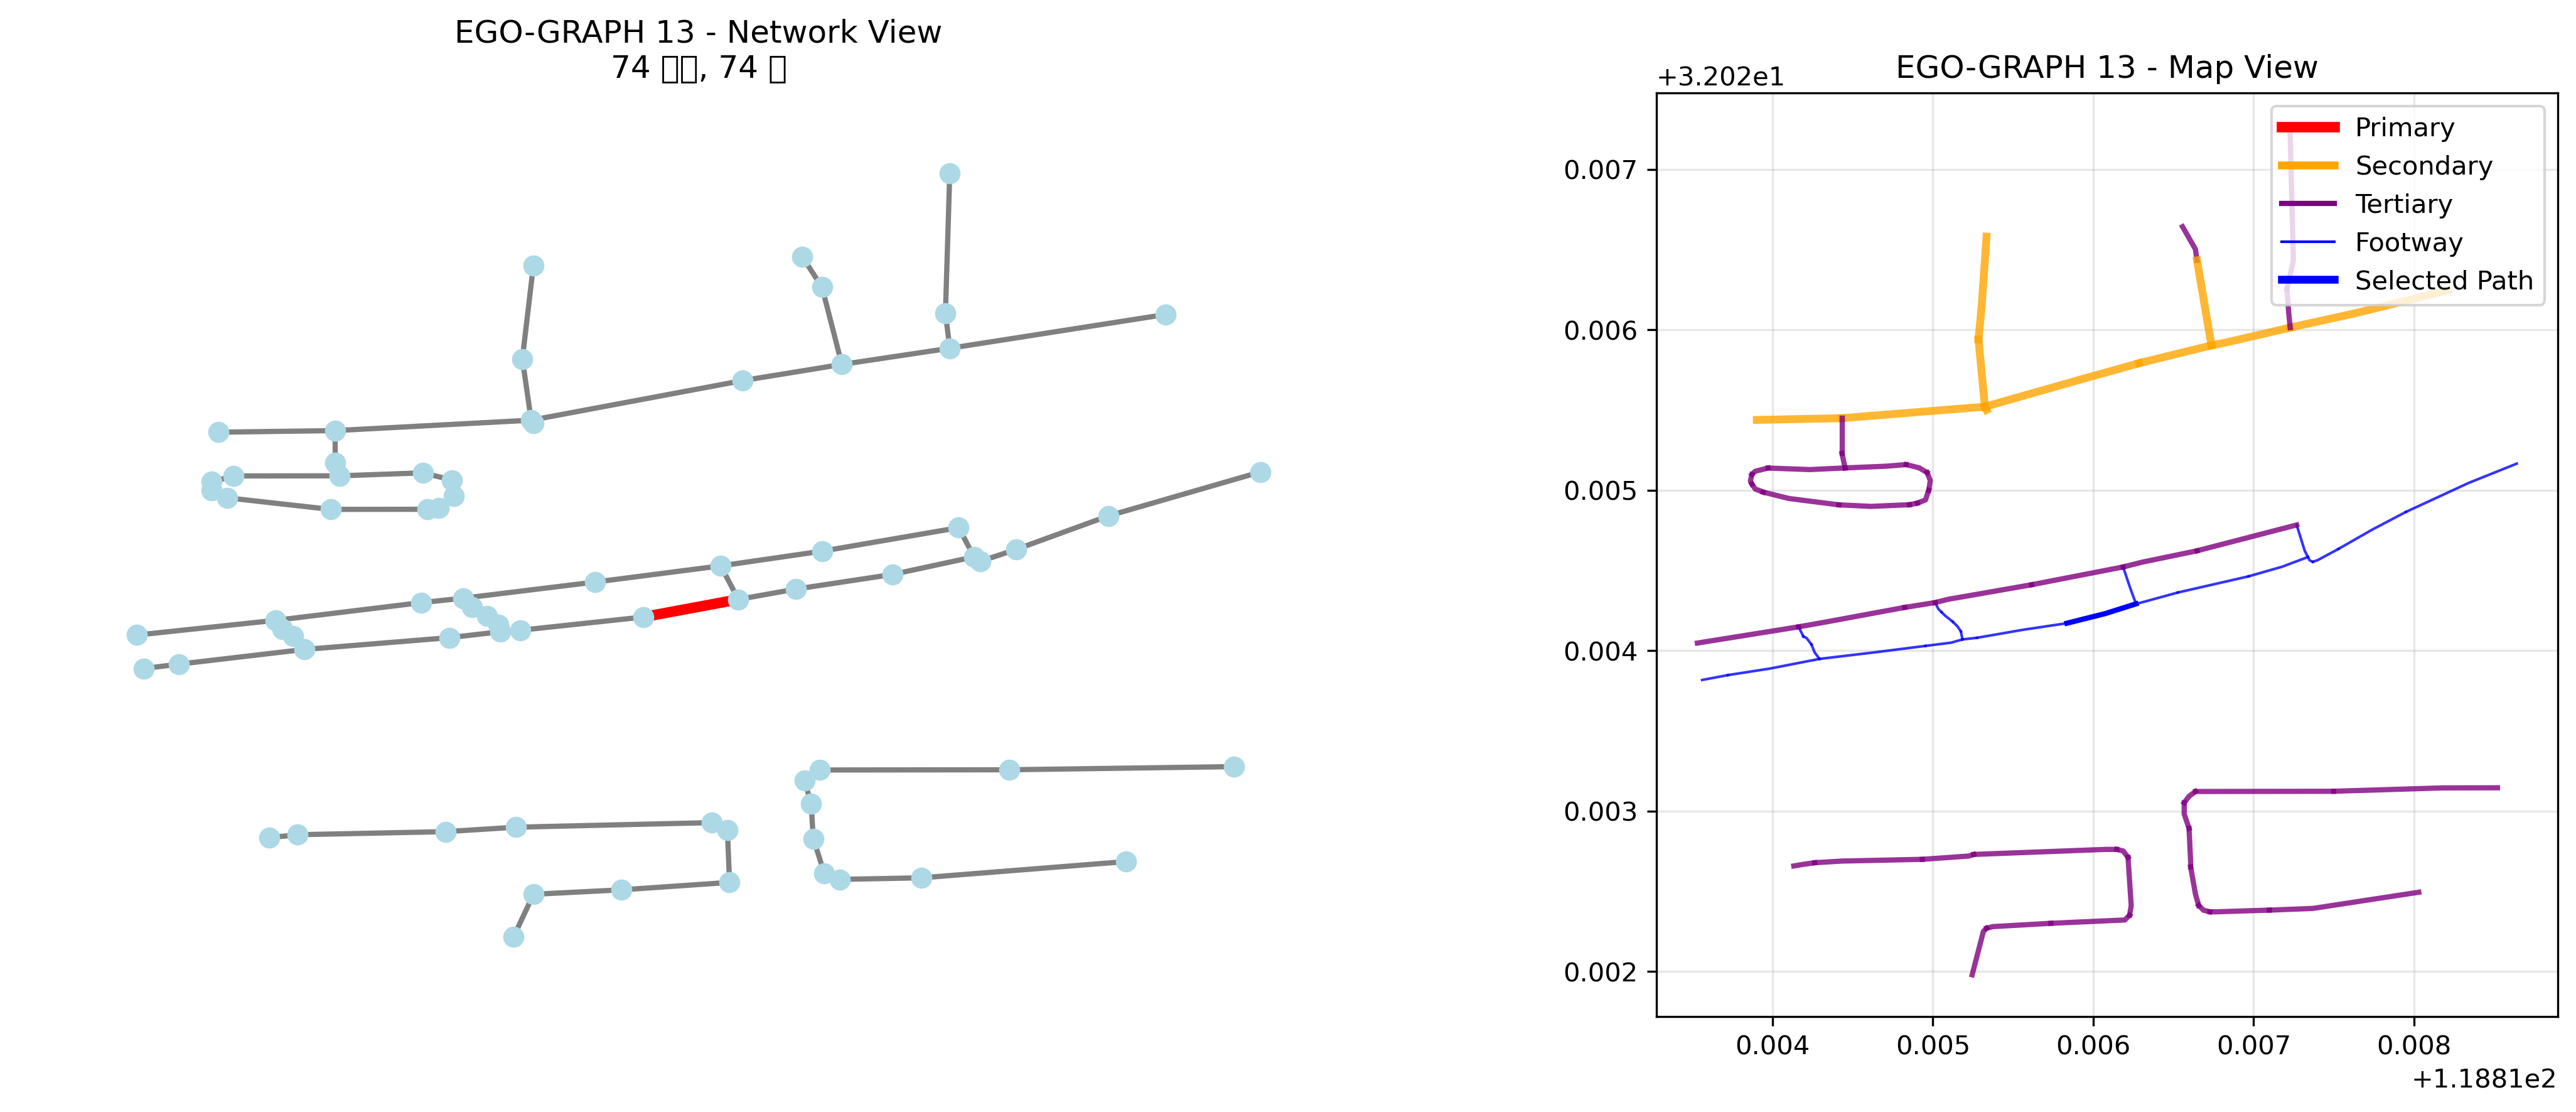 EGO-GRAPH 13 - Network View
74 , 74
EGO-GRAPH 13 - Map View
+3.202e1
Primary
Secondary
Tertiary
Footway
Selected Path
0.007
0.006
0.005
0.004
0.003
0.002
0.004 0.005 0.006 0.007 0.008
+1.1881e2